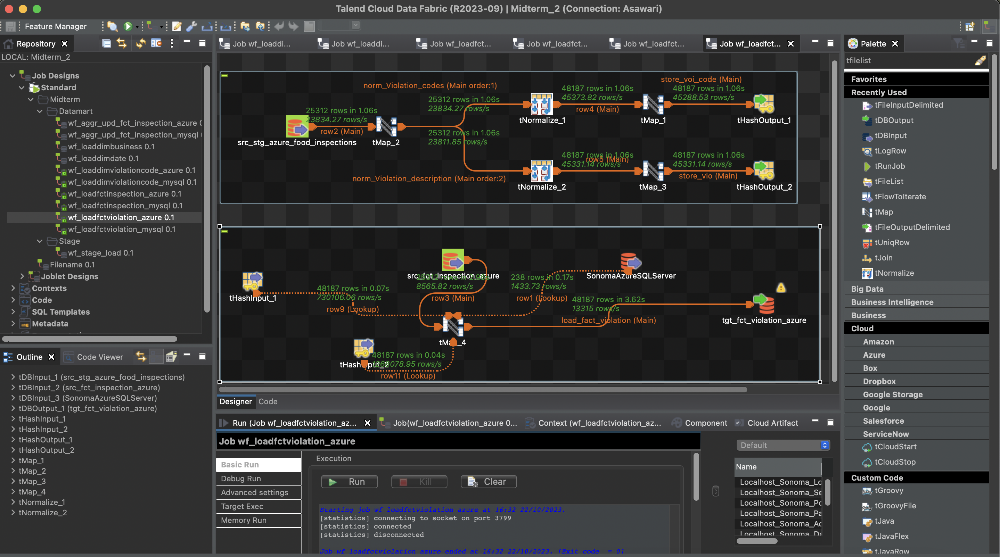 Talend Cloud Data Fabric (R2023-09) | Midterm_2 (Connection: Asawari)
Feature Manager
Repository
LOCAL: Midterm_2
Job Designs
Standard
Midterm
Datamart
wf_aggr_upd_fct_inspection_azure
wf_aggr_upd_fct_inspection_mysql
wf_loaddimbusiness 0.1
wf_loaddimdate 0.1
wf_loaddimviolationcode_azure 0.1
wf_loaddimviolationcode_mysql 0.1
wf_loadfctinspection_azure 0.1
wf_loadfctinspection_mysql 0.1
wf_loadfctviolation_azure 0.1
wf_loadfctviolation_mysql 0.1
Stage
wf_stage_load 0.1
Filename 0.1
Joblet Designs
Contexts
Code
SQL Templates
Metadata
Outline
Code Viewer
tDBInput_1 (src_stg_azure_food_inspections)
tDBInput_2 (src_fct_inspection_azure)
tDBInput_3 (SonomaAzureSQLServer)
tDBOutput_1 (tgt_fct_violation_azure)
tHashInput_1
tHashInput_2
tHashOutput_1
tHashOutput_2
tMap_1
tMap_2
tMap_3
tMap_4
tNormalize_1
tNormalize_2
Job wf_loaddi...
Job wf_loaddi...
Job wf_loadfct...
Job wf_loadfct...
Job wf_loadfct...
Job wf_loadfct...
norm_Violation_codes (Main order:1)
25312 rows in 1.06s
23834.27 rows/s
48187 rows in 1.06s
45373.82 rows/s
row4 (Main)
store_voi_code (Main)
48187 rows in 1.06s
45288.53 rows/s
tNormalize_1
tMap_1
tHashOutput_1
25312 rows in 1.06s
23834.27 rows/s
row2 (Main)
src_stg_azure_food_inspections
tMap_2
25312 rows in 1.06s
23811.85 rows/s
48187 rows in 1.06s
row5 (Main)
45331.14 rows/s
48187 rows in 1.06s
45331.14 rows/s
store_vio (Main)
norm_Violation_description (Main order:2)
tNormalize_2
tMap_3
tHashOutput_2
src_fct_inspection_azure
25312 rows in 2.96s
8565.82 rows/s
row3 (Main)
SonomaAzureSQLServer
238 rows in 0.17s
1433.73 rows/s
row1 (Lookup)
tHashInput_1
48187 rows in 0.07s
730106.06 rows/s
row9 (Lookup)
48187 rows in 3.62s
13315 rows/s
load_fact_violation (Main)
tgt_fct_violation_azure
tMap_4
48187 rows in 0.04s
tHashInput_2
row11 (Lookup)
Designer
Code
Run (Job wf_loadfctviolation_az...
Job(wf_loadfctviolation_azure 0...
Context (wf_loadfctviolation_az...
Component
Cloud Artifact
Job wf_loadfctviolation_azure
Basic Run
Debug Run
Advanced settings
Target Exec
Memory Run
Execution
Run
Kill
Clear
Starting job wf_loadfctviolation_azure at 16:32 22/10/2023.
[statistics] connecting to socket on port 3799
[statistics] connected
[statistics] disconnected
Job wf_loadfctviolation_azure ended at 16:32 22/10/2023. [Exit code  = 0]
Default
Name
Localhost_Sonoma_Lo
Localhost_Sonoma_Se
Localhost_Sonoma_Po
Localhost_Sonoma_Pa
Localhost_Sonoma_Ac
Localhost_Sonoma_Da
Palette
tfilelist
Favorites
Recently Used
tFileInputDelimited
tDBOutput
tDBInput
tLogRow
tRunJob
tFileList
tFlowToIterate
tMap
tFileOutputDelimited
tUniqRow
tJoin
tNormalize
Big Data
Business Intelligence
Business
Cloud
Amazon
Azure
Box
Dropbox
Google Storage
Google
Salesforce
ServiceNow
tCloudStart
tCloudStop
Custom Code
tGroovy
tGroovyFile
tJava
tJavaFlex
tJavaRow